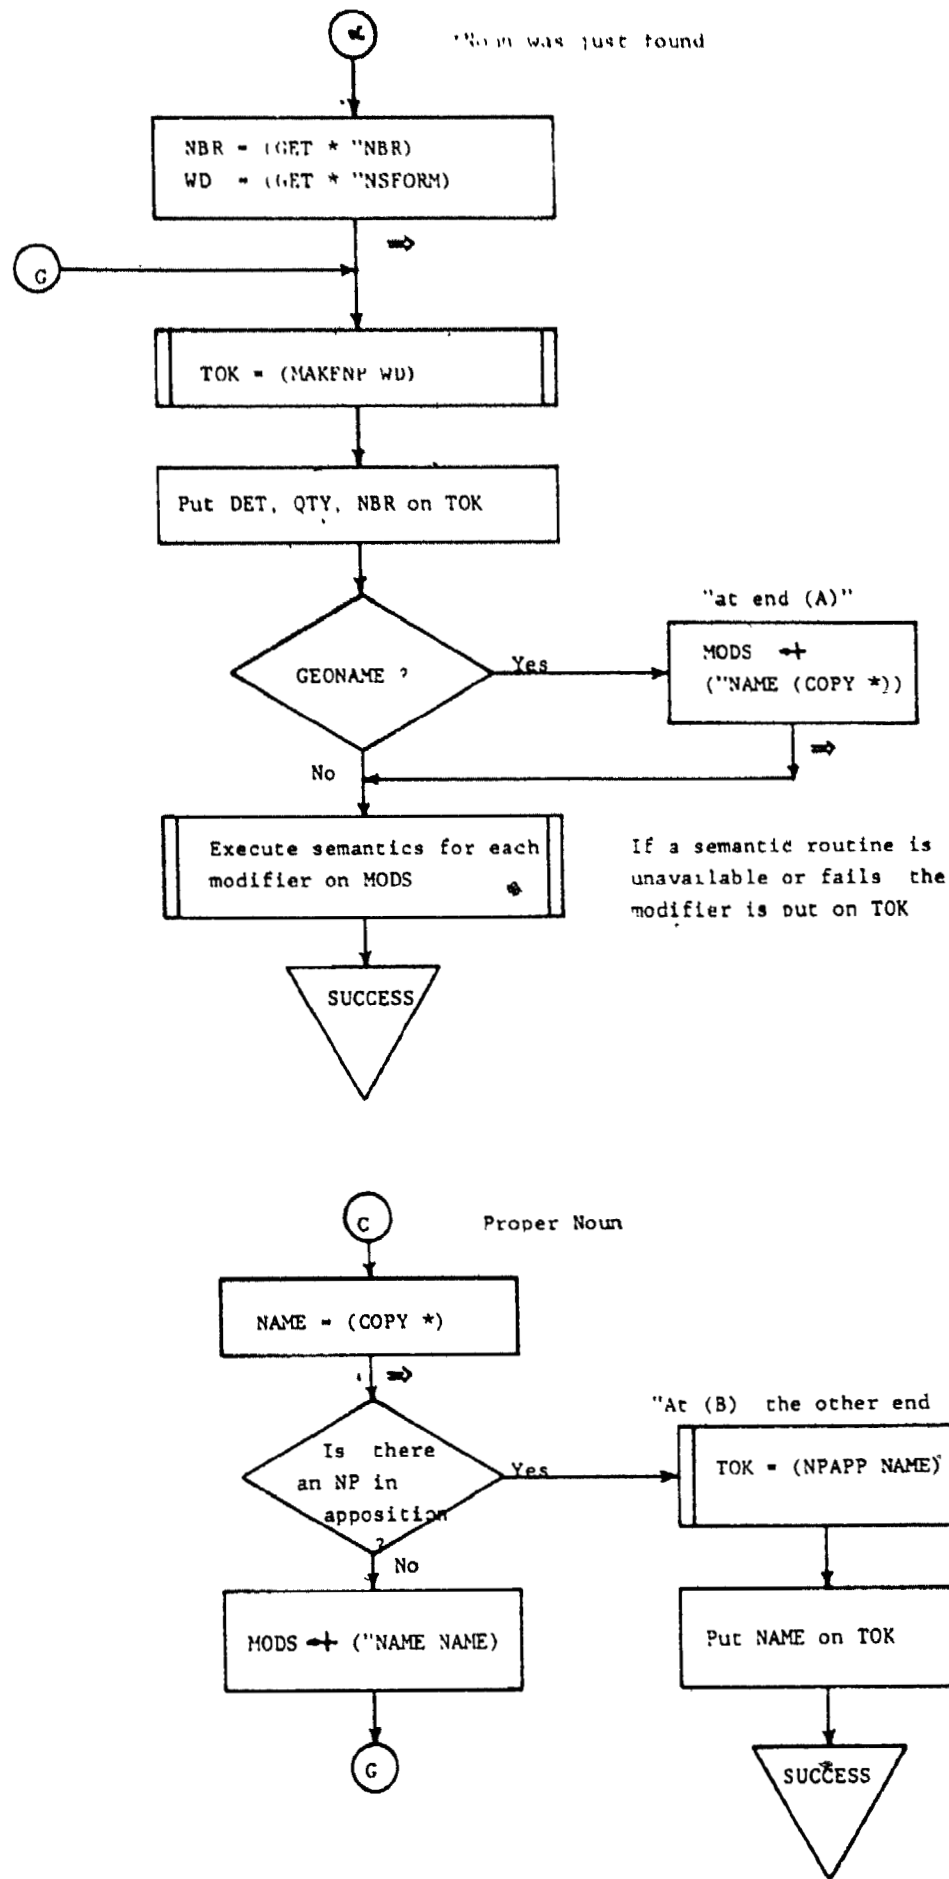 was just found
NBR = (GET * "NBR)
WD = (GET * "NSFORM)
G
TOK = (MAKENP WD)
Put DET, QTY, NBR on TOK
"at end (A)"
GEONAME ?
Yes
MODS
("NAME (COPY *))
No
Execute semantics for each
modifier on MODS
If a semantic routine is
unavailable or fails the
modifier is put on TOK
SUCCESS
C
Proper Noun
NAME = (COPY *)
"At (B) the other end
Is there
an NP in
apposition
?
Yes
TOK = (NPAPP NAME)
No
MODS ("NAME NAME)
Put NAME on TOK
G
SUCCESS